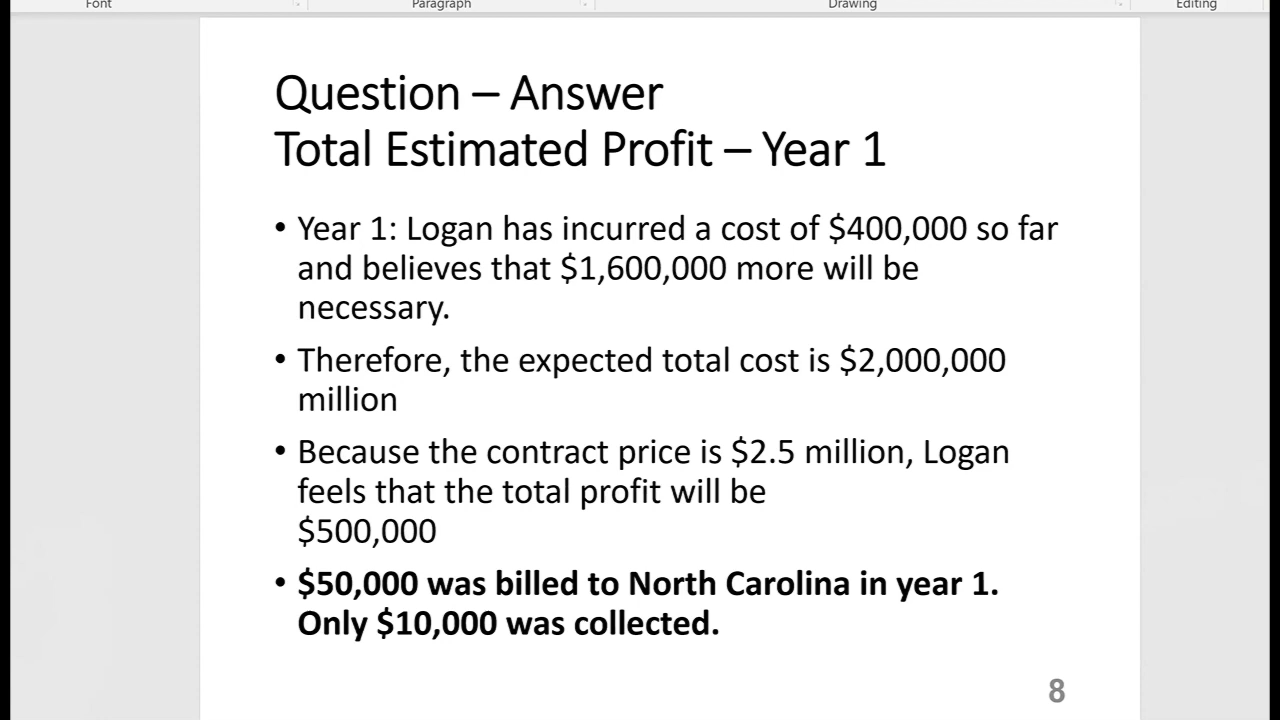 Font Paragraph Drawing Editing
Question – Answer
Total Estimated Profit – Year 1
• Year 1: Logan has incurred a cost of $400,000 so far
and believes that $1,600,000 more will be
necessary.
• Therefore, the expected total cost is $2,000,000
million
• Because the contract price is $2.5 million, Logan
feels that the total profit will be
$500,000
• $50,000 was billed to North Carolina in year 1.
Only $10,000 was collected.
8